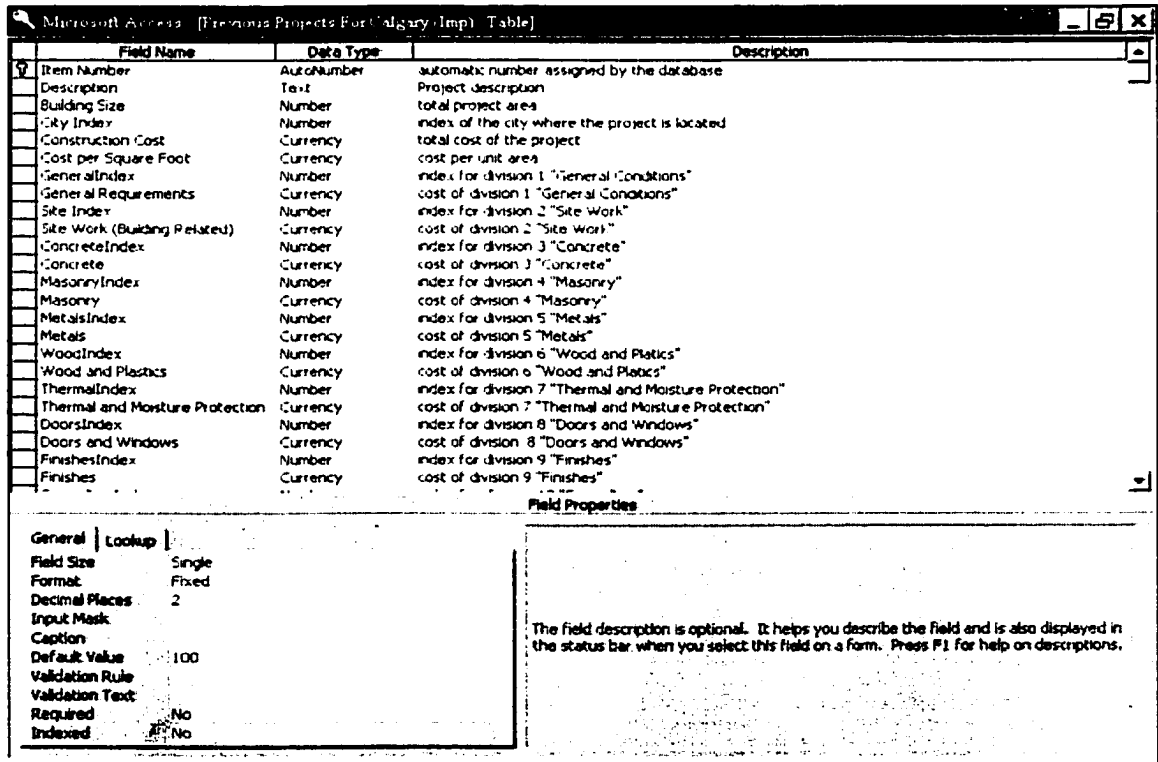 Microsoft Access - [Previous Projects For Calgary (Imp) : Table]
Field Name Data Type Description
Item Number AutoNumber automatic number assigned by the database
Description Text Project description
Building Size Number total project area
City Index Number index of the city where the project is located
Construction Cost Currency total cost of the project
Cost per Square Foot Currency cost per unit area
GeneralIndex Number index for division 1 "General Conditions"
General Requirements Currency cost of division 1 "General Conditions"
Site Index Number index for division 2 "Site Work"
Site Work (Building Related) Currency cost of division 2 "Site Work"
ConcreteIndex Number index for division 3 "Concrete"
Concrete Currency cost of division 3 "Concrete"
MasonryIndex Number index for division 4 "Masonry"
Masonry Currency cost of division 4 "Masonry"
MetalsIndex Number index for division 5 "Metals"
Metals Currency cost of division 5 "Metals"
WoodIndex Number index for division 6 "Wood and Platics"
Wood and Plastics Currency cost of division 6 "Wood and Platics"
ThermalIndex Number index for division 7 "Thermal and Moisture Protection"
Thermal and Moisture Protection Currency cost of division 7 "Thermal and Moisture Protection"
DoorsIndex Number index for division 8 "Doors and Windows"
Doors and Windows Currency cost of division 8 "Doors and Windows"
FinishesIndex Number index for division 9 "Finishes"
Finishes Currency cost of division 9 "Finishes"
Field Properties
General Lookup
Field Size Single
Format Fixed
Decimal Places 2
Input Mask
Caption
Default Value 100
Validation Rule
Validation Text
Required No
Indexed No
The field description is optional. It helps you describe the field and is also displayed in
the status bar when you select this field on a form. Press F1 for help on descriptions.